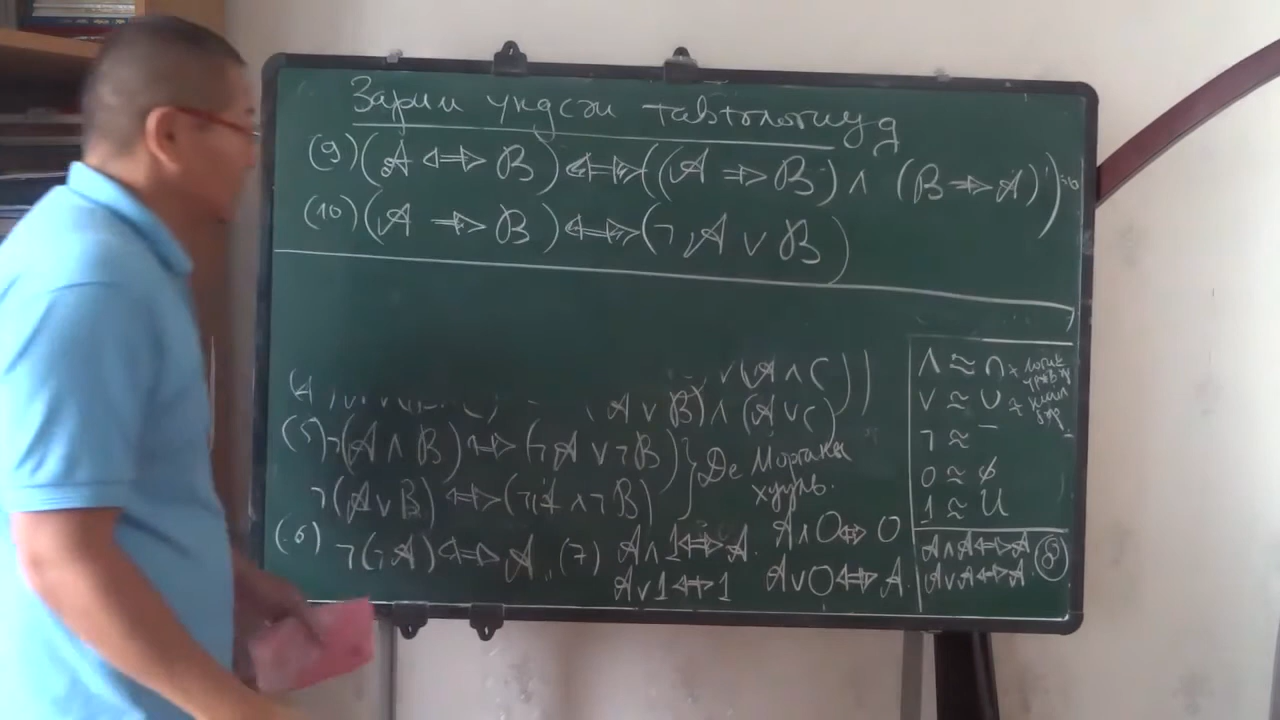 Зарим үндсэн тавтологиуд
(9) (A ⟺ B) ⟺ ((A ⟹ B) ∧ (B ⟹ A))
(10) (A ⟹ B) ⟺ (¬A ∨ B)
∨ (A ∧ C)))
(A ∨ B) ∧ (A ∨ C)
(5) ¬(A ∧ B) ⟺ (¬A ∨ ¬B) } Де Морганы
¬(A ∨ B) ⟺ (¬A ∧ ¬B) хууль.
(6) ¬(¬A) ⟺ A. (7) A ∧ 1 ⟺ A. A ∧ 0 ⟺ 0
A ∨ 1 ⟺ 1 A ∨ 0 ⟺ A.
∧ ≈ ∩
∨ ≈ ∪
¬ ≈ ‾
0 ≈ ∅
1 ≈ U
A ∧ A ⟺ A (8)
A ∨ A ⟺ A